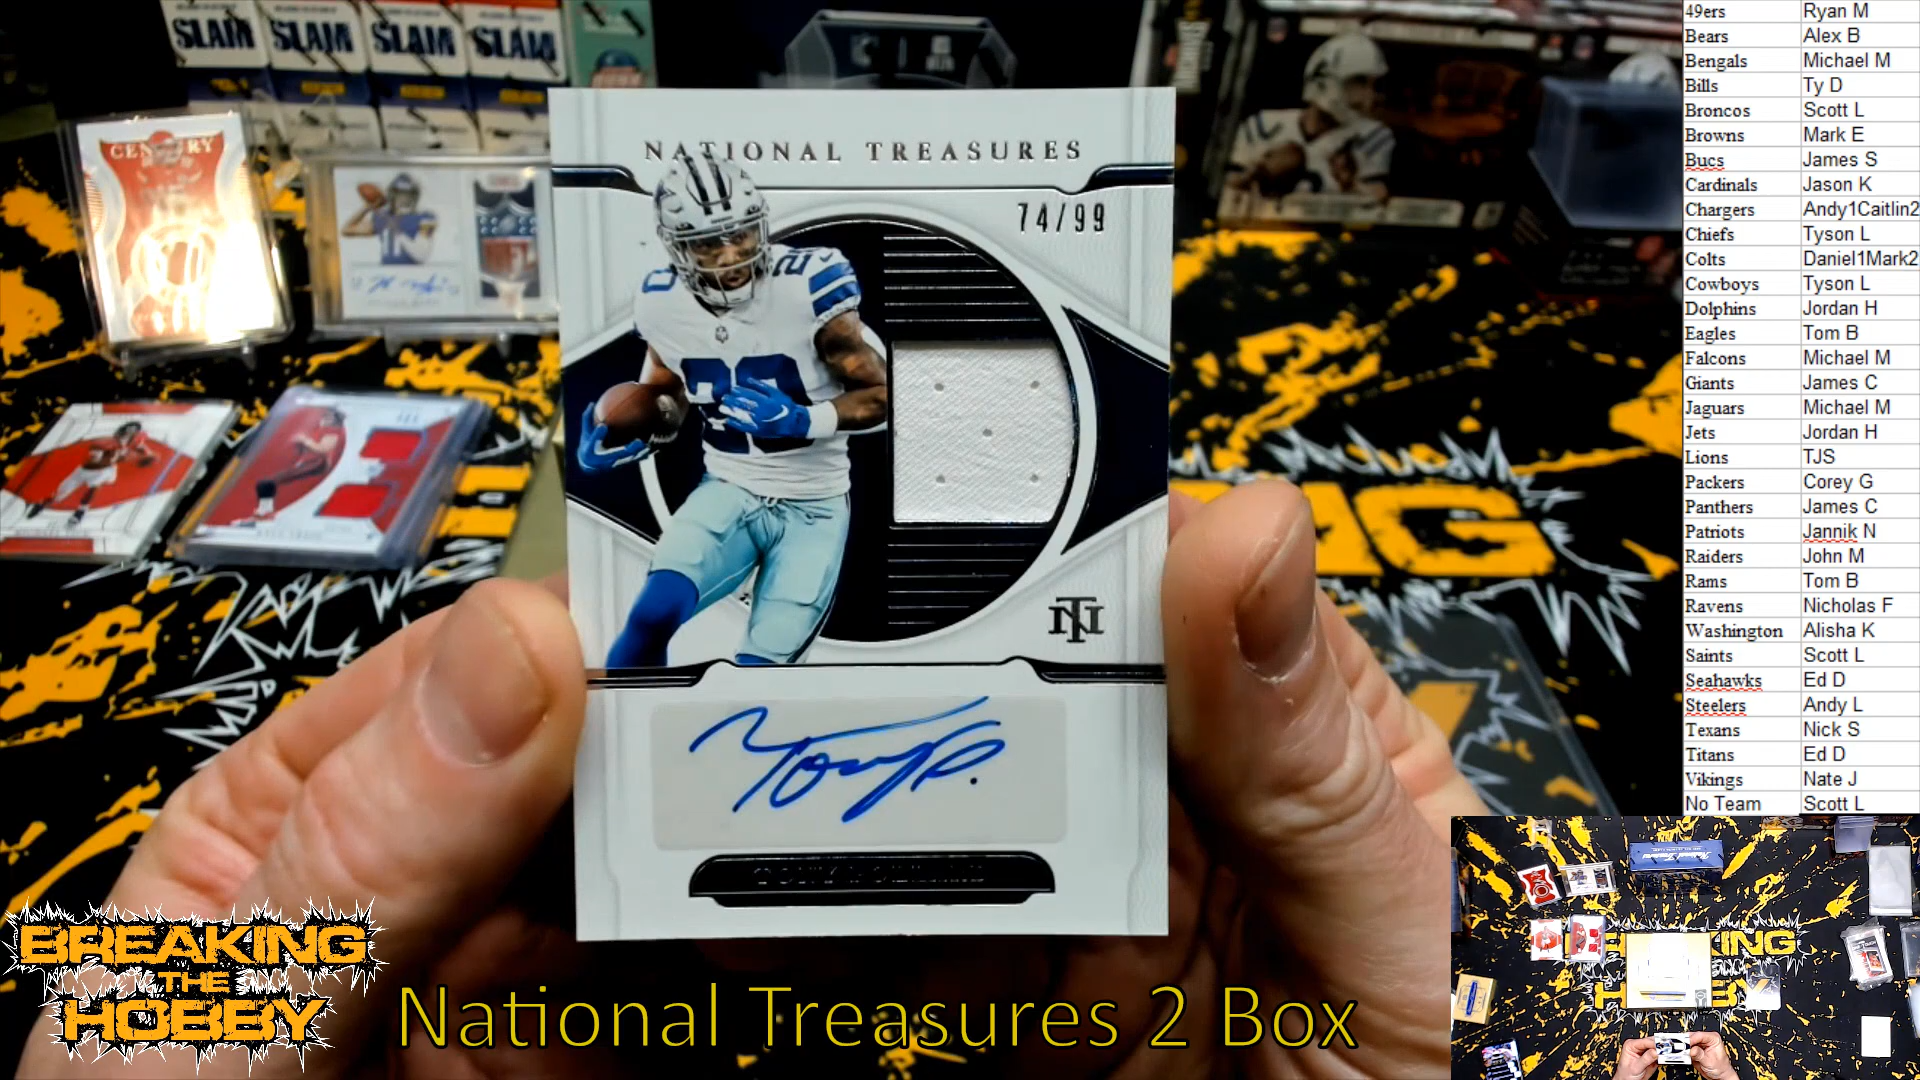 SLAM SLAM SLAM SLAM
CENTURY
NATIONAL TREASURES
74/99
20
20
NT
BREAKING
THE
HOBBY
National Treasures 2 Box
49ers Ryan M
Bears Alex B
Bengals Michael M
Bills Ty D
Broncos Scott L
Browns Mark E
Bucs James S
Cardinals Jason K
Chargers Andy1Caitlin2
Chiefs Tyson L
Colts Daniel1Mark2
Cowboys Tyson L
Dolphins Jordan H
Eagles Tom B
Falcons Michael M
Giants James C
Jaguars Michael M
Jets Jordan H
Lions TJS
Packers Corey G
Panthers James C
Patriots Jannik N
Raiders John M
Rams Tom B
Ravens Nicholas F
Washington Alisha K
Saints Scott L
Seahawks Ed D
Steelers Andy L
Texans Nick S
Titans Ed D
Vikings Nate J
No Team Scott L